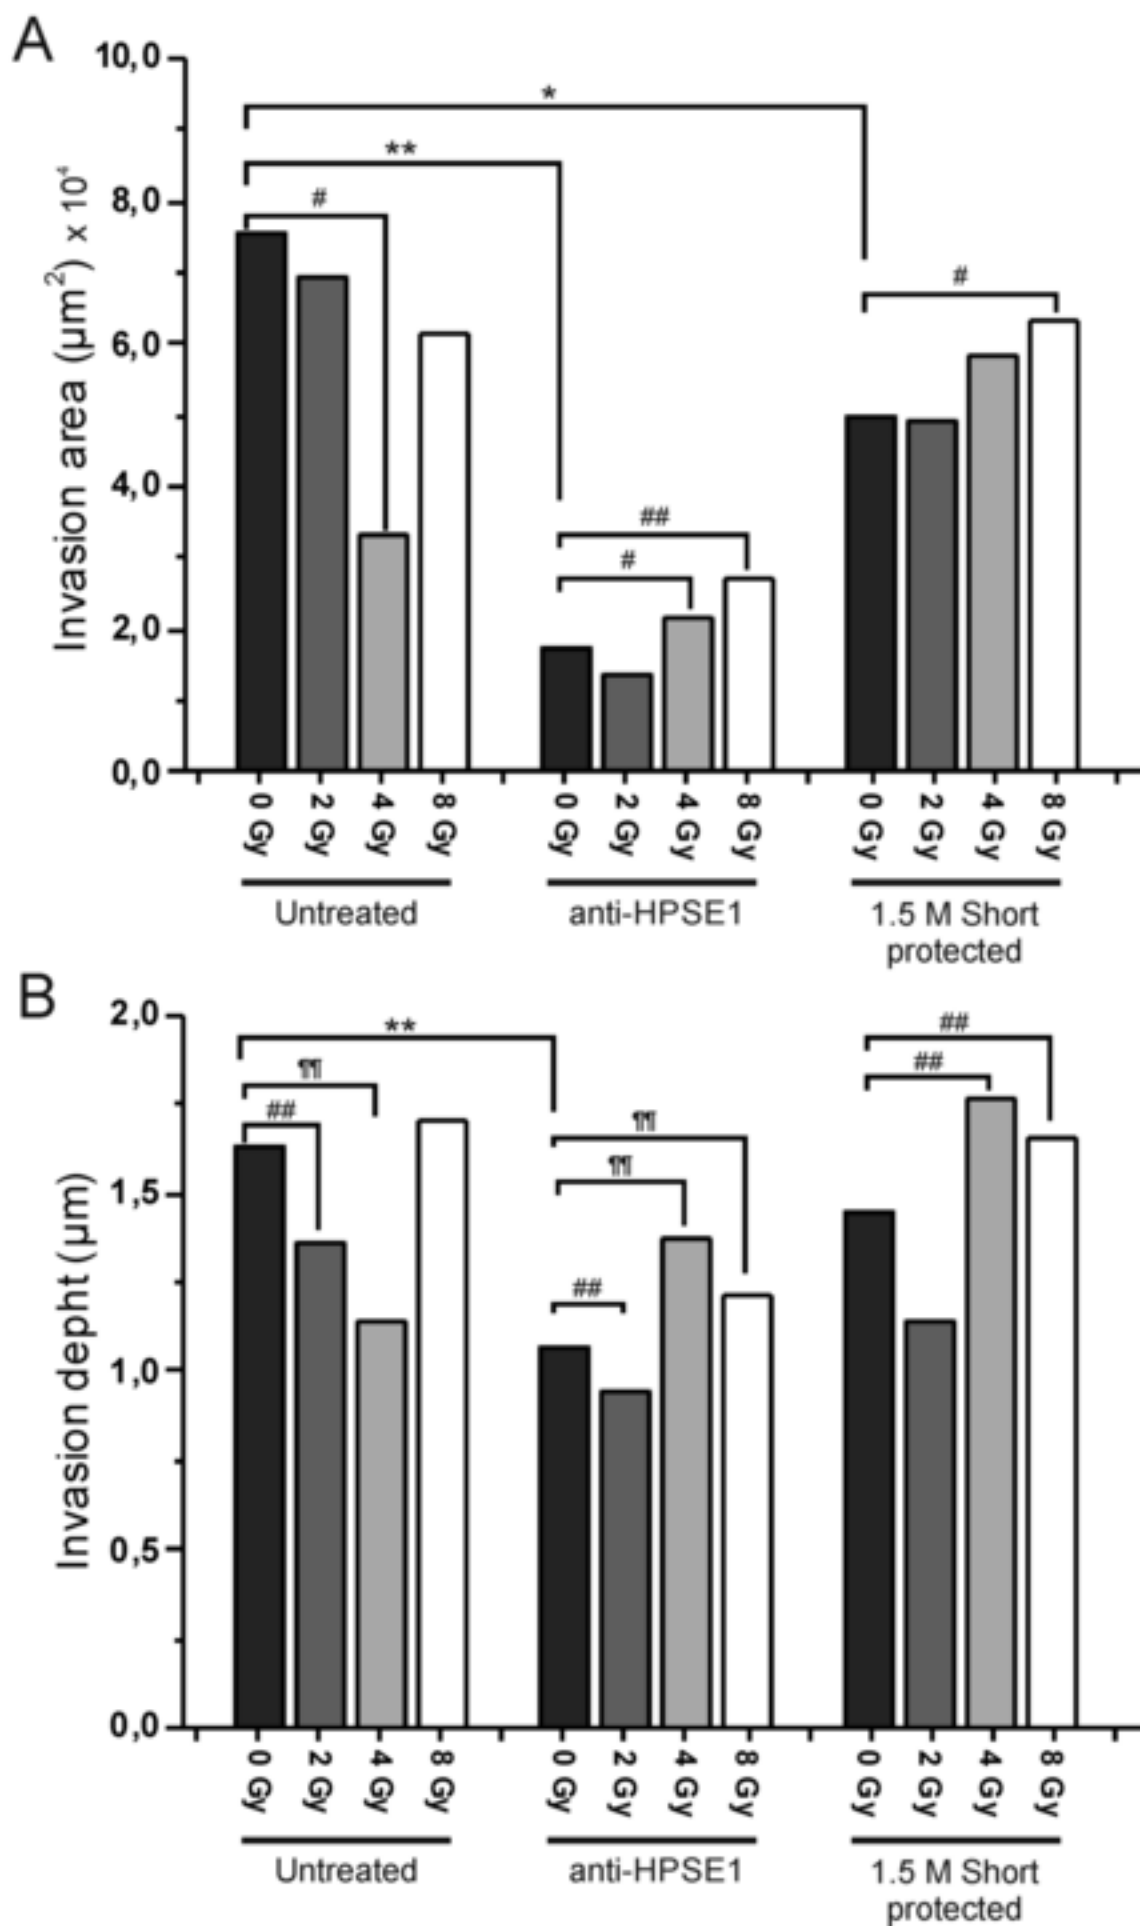 A
10,0
8,0
6,0
4,0
2,0
0,0
Invasion area (µm²) x 10⁴
*
**
#
##
#
#
0 Gy
2 Gy
4 Gy
8 Gy
0 Gy
2 Gy
4 Gy
8 Gy
0 Gy
2 Gy
4 Gy
8 Gy
Untreated
anti-HPSE1
1.5 M Short
protected
B
2,0
1,5
1,0
0,5
0,0
Invasion depht (µm)
**
¶¶
##
¶¶
¶¶
##
##
##
0 Gy
2 Gy
4 Gy
8 Gy
0 Gy
2 Gy
4 Gy
8 Gy
0 Gy
2 Gy
4 Gy
8 Gy
Untreated
anti-HPSE1
1.5 M Short
protected